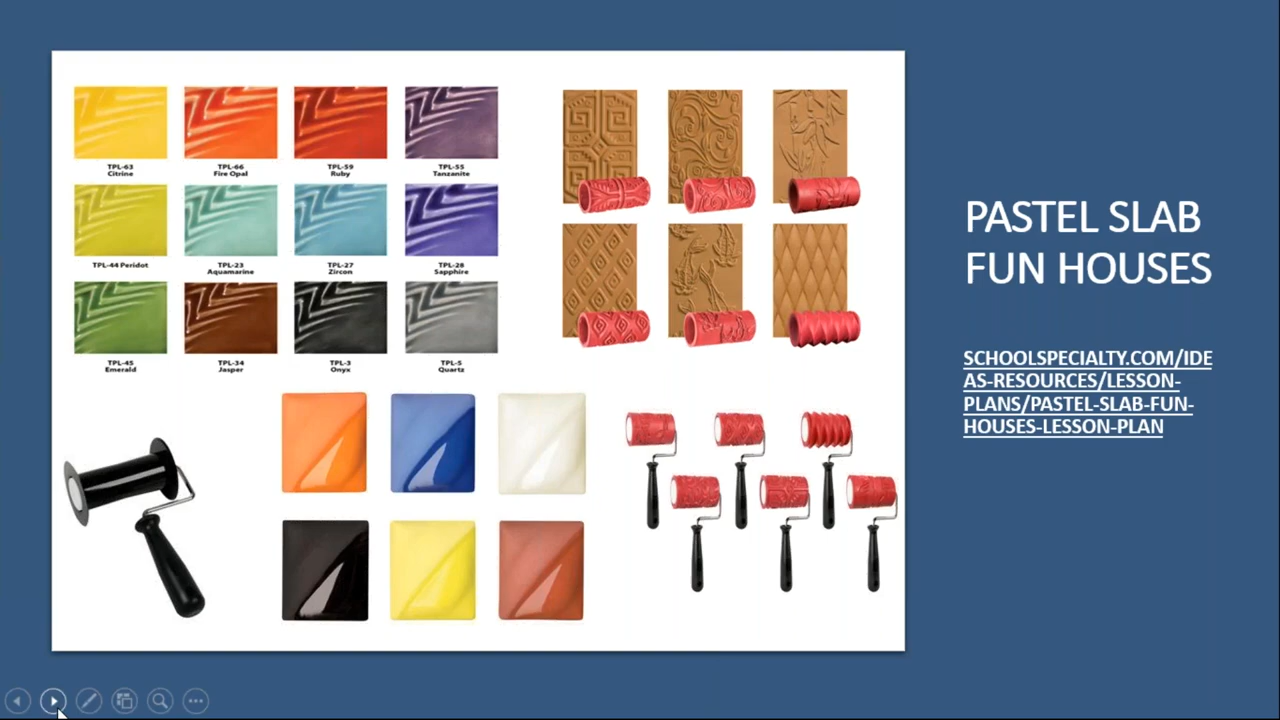 TPL-63
Citrine
TPL-66
Fire Opal
TPL-59
Ruby
TPL-55
Tanzanite
TPL-44 Peridot
TPL-23
Aquamarine
TPL-27
Zircon
TPL-28
Sapphire
TPL-45
Emerald
TPL-34
Jasper
TPL-3
Onyx
TPL-5
Quartz
PASTEL SLAB
FUN HOUSES
SCHOOLSPECIALTY.COM/IDE
AS-RESOURCES/LESSON-
PLANS/PASTEL-SLAB-FUN-
HOUSES-LESSON-PLAN